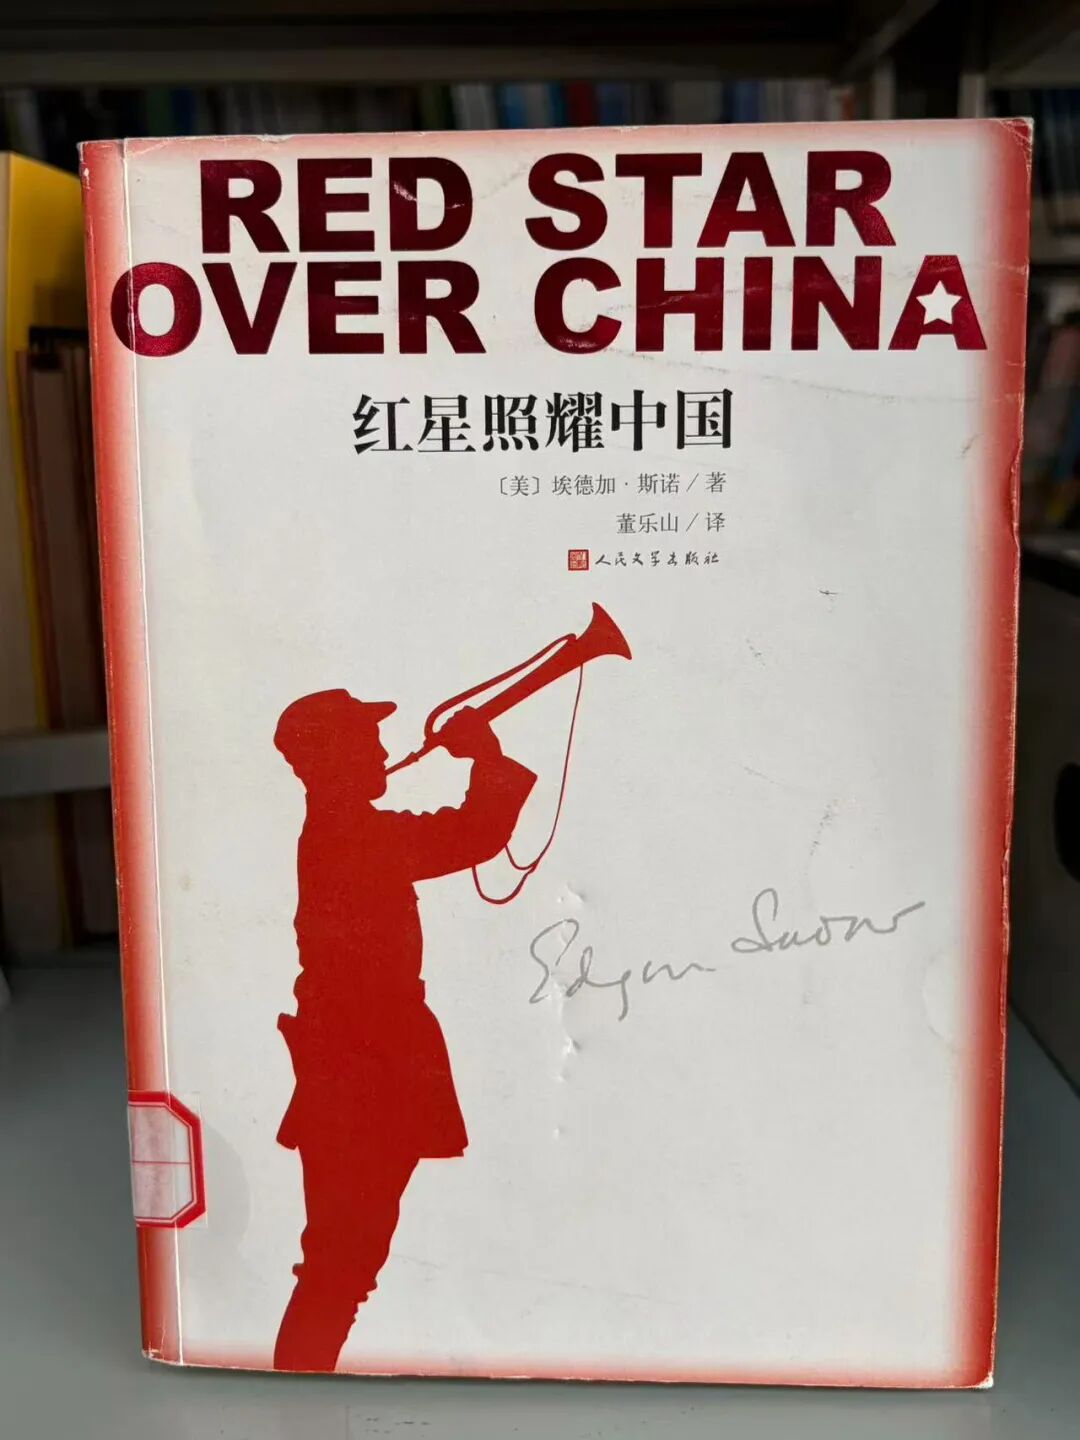 RED STAR
OVER CHINA
红星照耀中国
〔美〕埃德加·斯诺/著
董乐山/译
人民文学出版社
Edgar Snow